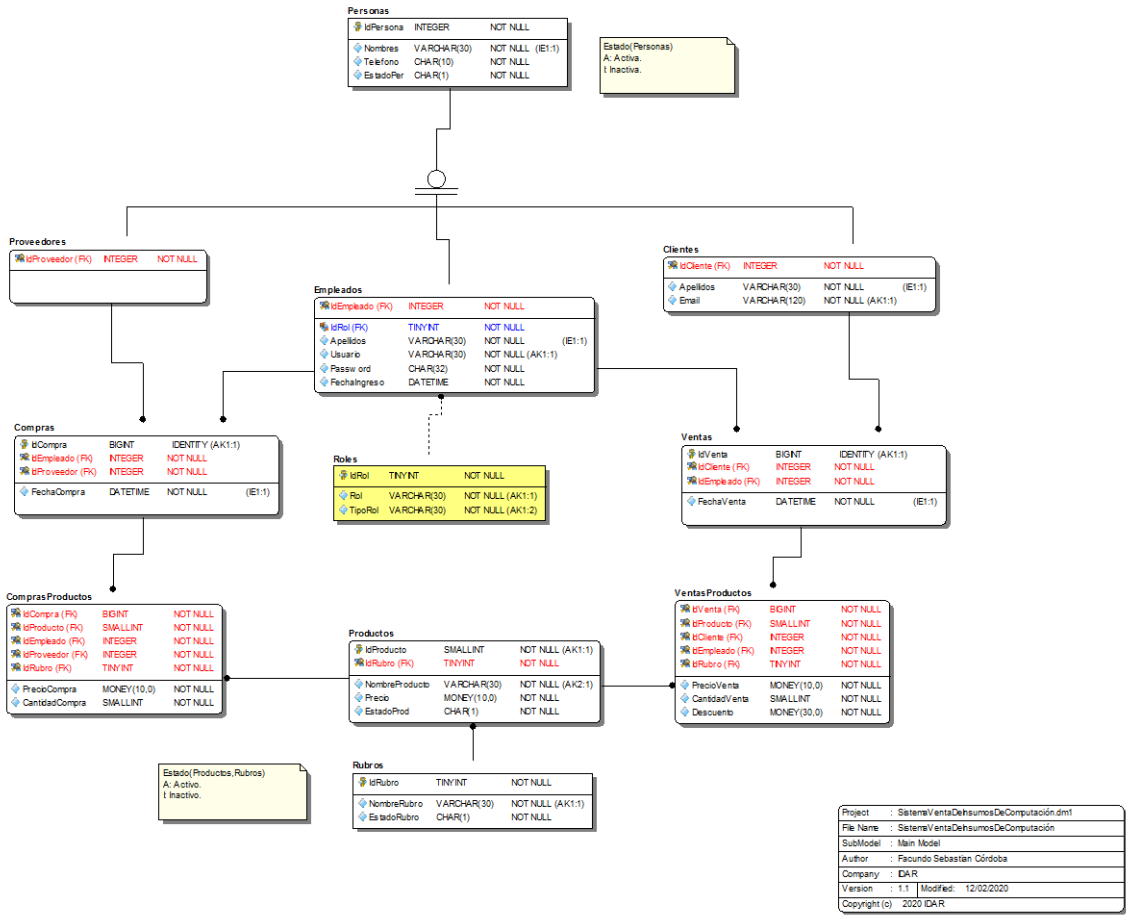 Personas
IdPersona INTEGER NOT NULL
Nombres VARCHAR(30) NOT NULL (IE1:1)
Telefono CHAR(10) NOT NULL
EstadoPer CHAR(1) NOT NULL
Estado(Personas)
A: Activa.
I: Inactiva.
Proveedores
IdProveedor (FK) INTEGER NOT NULL
Clientes
IdCliente (FK) INTEGER NOT NULL
Apelidos VARCHAR(30) NOT NULL (IE1:1)
Email VARCHAR(120) NOT NULL (AK1:1)
Empleados
IdEmpleado (FK) INTEGER NOT NULL
IdRol (FK) TINYINT NOT NULL
Apelidos VARCHAR(30) NOT NULL (IE1:1)
Usuario VARCHAR(30) NOT NULL (AK1:1)
Password CHAR(32) NOT NULL
FechaIngreso DATETIME NOT NULL
Compras
IdCompra BIGINT IDENTITY (AK1:1)
IdEmpleado (FK) INTEGER NOT NULL
IdProveedor (FK) INTEGER NOT NULL
FechaCompra DATETIME NOT NULL (IE1:1)
Roles
IdRol TINYINT NOT NULL
Rol VARCHAR(30) NOT NULL (AK1:1)
TipoRol VARCHAR(30) NOT NULL (AK1:2)
Ventas
IdVenta BIGINT IDENTITY (AK1:1)
IdCliente (FK) INTEGER NOT NULL
IdEmpleado (FK) INTEGER NOT NULL
FechaVenta DATETIME NOT NULL (IE1:1)
ComprasProductos
IdCompra (FK) BIGINT NOT NULL
IdProducto (FK) SMALLINT NOT NULL
IdEmpleado (FK) INTEGER NOT NULL
IdProveedor (FK) INTEGER NOT NULL
IdRubro (FK) TINYINT NOT NULL
PrecioCompra MONEY(10,0) NOT NULL
CantidadCompra SMALLINT NOT NULL
Productos
IdProducto SMALLINT NOT NULL (AK1:1)
IdRubro (FK) TINYINT NOT NULL
NombreProducto VARCHAR(30) NOT NULL (AK2:1)
Precio MONEY(10,0) NOT NULL
EstadoProd CHAR(1) NOT NULL
VentasProductos
IdVenta (FK) BIGINT NOT NULL
IdProducto (FK) SMALLINT NOT NULL
IdCliente (FK) INTEGER NOT NULL
IdEmpleado (FK) INTEGER NOT NULL
IdRubro (FK) TINYINT NOT NULL
PrecioVenta MONEY(10,0) NOT NULL
CantidadVenta SMALLINT NOT NULL
Descuento MONEY(30,0) NOT NULL
Estado(Productos,Rubros)
A: Activo.
I: Inactivo.
Rubros
IdRubro TINYINT NOT NULL
NombreRubro VARCHAR(30) NOT NULL (AK1:1)
EstadoRubro CHAR(1) NOT NULL
Project : SistemaVentaDeInsumosDeComputación.dm1
File Name : SistemaVentaDeInsumosDeComputación
SubModel : Main Model
Author : Facundo Sebastian Córdoba
Company : IDAR
Version : 1.1 Modified: 12/02/2020
Copyright (c) 2020 IDAR